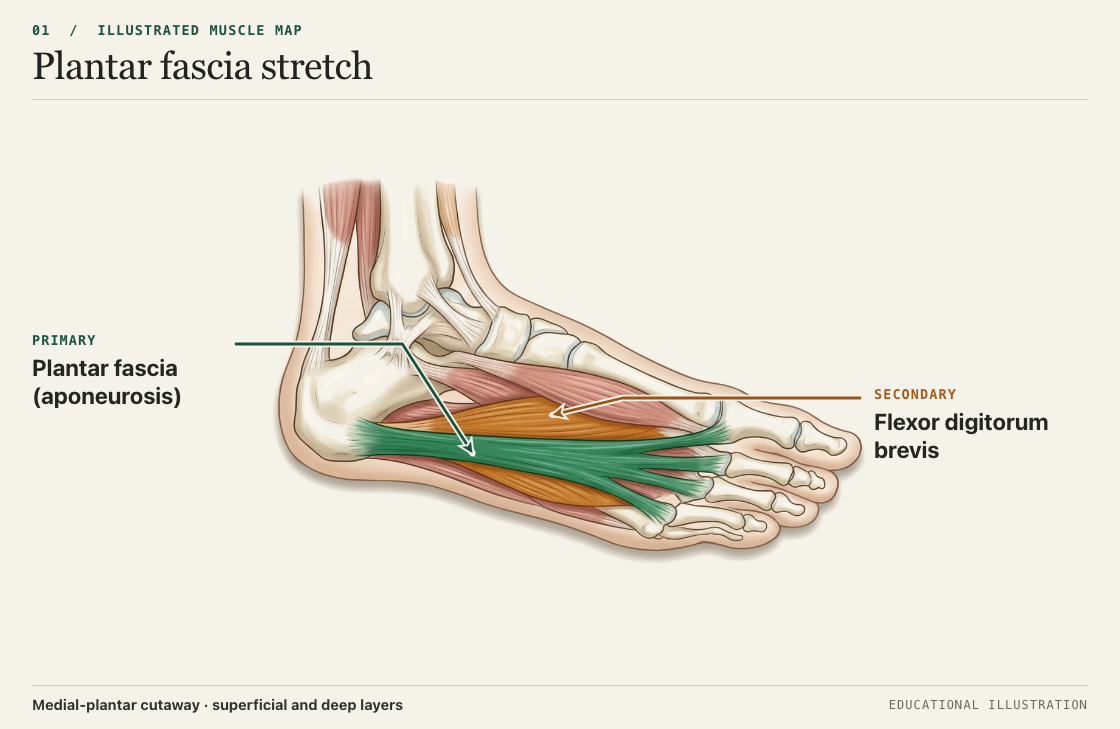 01 / ILLUSTRATED MUSCLE MAP
Plantar fascia stretch
PRIMARY
Plantar fascia
(aponeurosis)
SECONDARY
Flexor digitorum
brevis
Medial-plantar cutaway · superficial and deep layers
EDUCATIONAL ILLUSTRATION